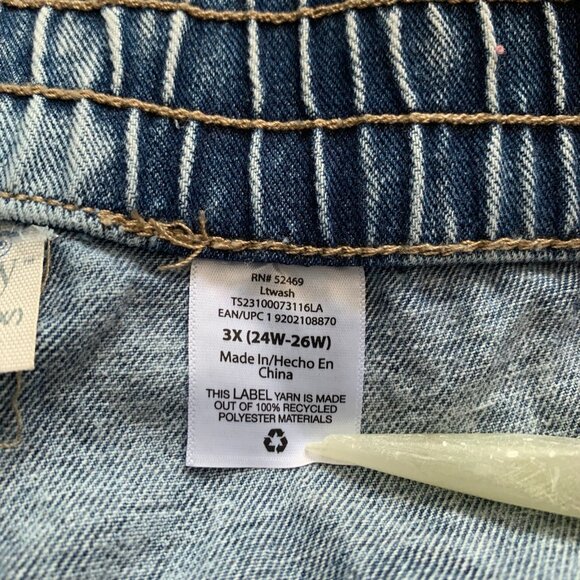 RN# 52469
Ltwash
TS23100073116LA
EAN/UPC 1 9202108870
3X (24W-26W)
Made In/Hecho En
China
THIS LABEL YARN IS MADE
OUT OF 100% RECYCLED
POLYESTER MATERIALS